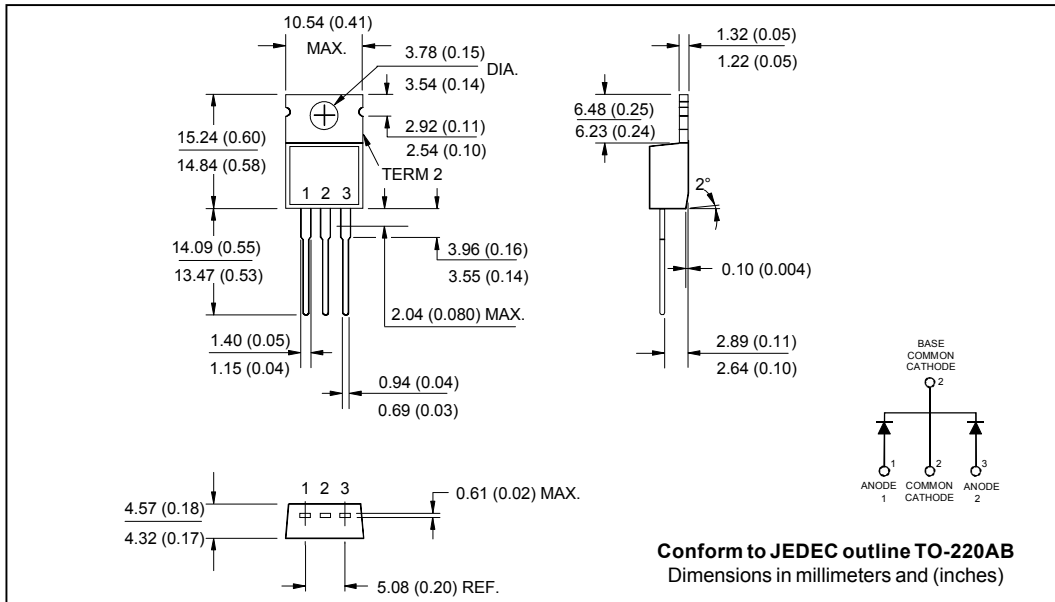 10.54 (0.41)
MAX.
3.78 (0.15)
3.54 (0.14)
DIA.
2.92 (0.11)
2.54 (0.10)
TERM 2
15.24 (0.60)
14.84 (0.58)
1 2 3
14.09 (0.55)
13.47 (0.53)
3.96 (0.16)
3.55 (0.14)
2.04 (0.080) MAX.
1.40 (0.05)
1.15 (0.04)
0.94 (0.04)
0.69 (0.03)
1.32 (0.05)
1.22 (0.05)
6.48 (0.25)
6.23 (0.24)
2°
0.10 (0.004)
2.89 (0.11)
2.64 (0.10)
1 2 3
4.57 (0.18)
4.32 (0.17)
0.61 (0.02) MAX.
5.08 (0.20) REF.
BASE
COMMON
CATHODE
2
1 2 3
ANODE COMMON ANODE
1 CATHODE 2
Conform to JEDEC outline TO-220AB
Dimensions in millimeters and (inches)